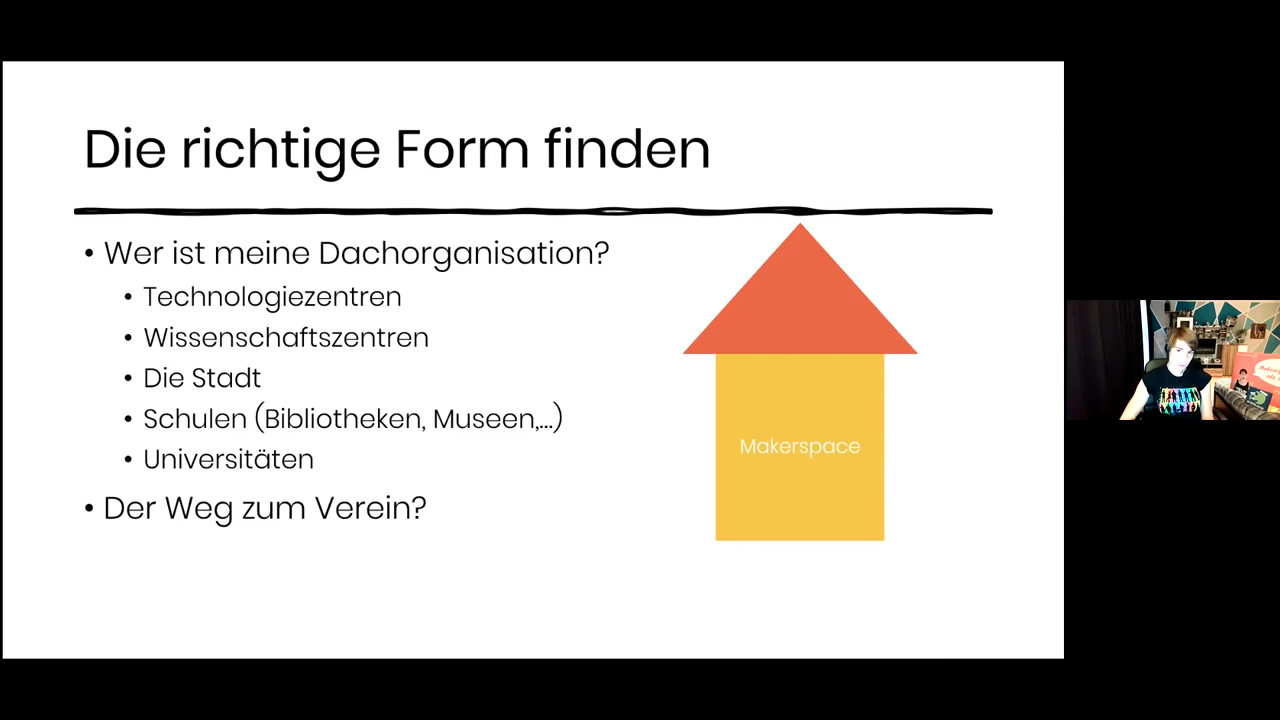 Die richtige Form finden
• Wer ist meine Dachorganisation?
• Technologiezentren
• Wissenschaftszentren
• Die Stadt
• Schulen (Bibliotheken, Museen,...)
• Universitäten
• Der Weg zum Verein?
Makerspace